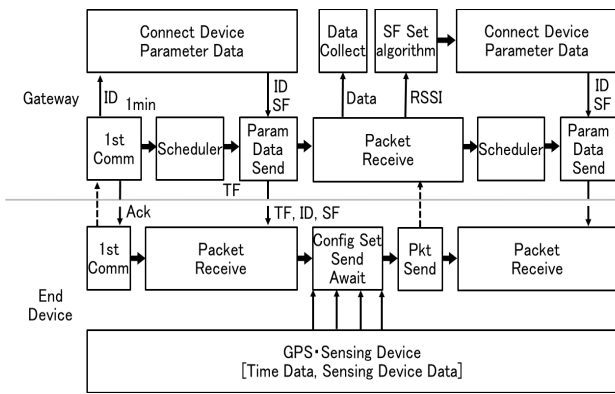 Connect Device
Parameter Data
Data
Collect
SF Set
algorithm
Connect Device
Parameter Data
Gateway
ID
1min
ID
SF
Data
RSSI
ID
SF
1st
Comm
Scheduler
Param
Data
Send
Packet
Receive
Scheduler
Param
Data
Send
TF
Ack
TF, ID, SF
1st
Comm
Packet
Receive
Config Set
Send
Await
Pkt
Send
Packet
Receive
End
Device
GPS・Sensing Device
[Time Data, Sensing Device Data]